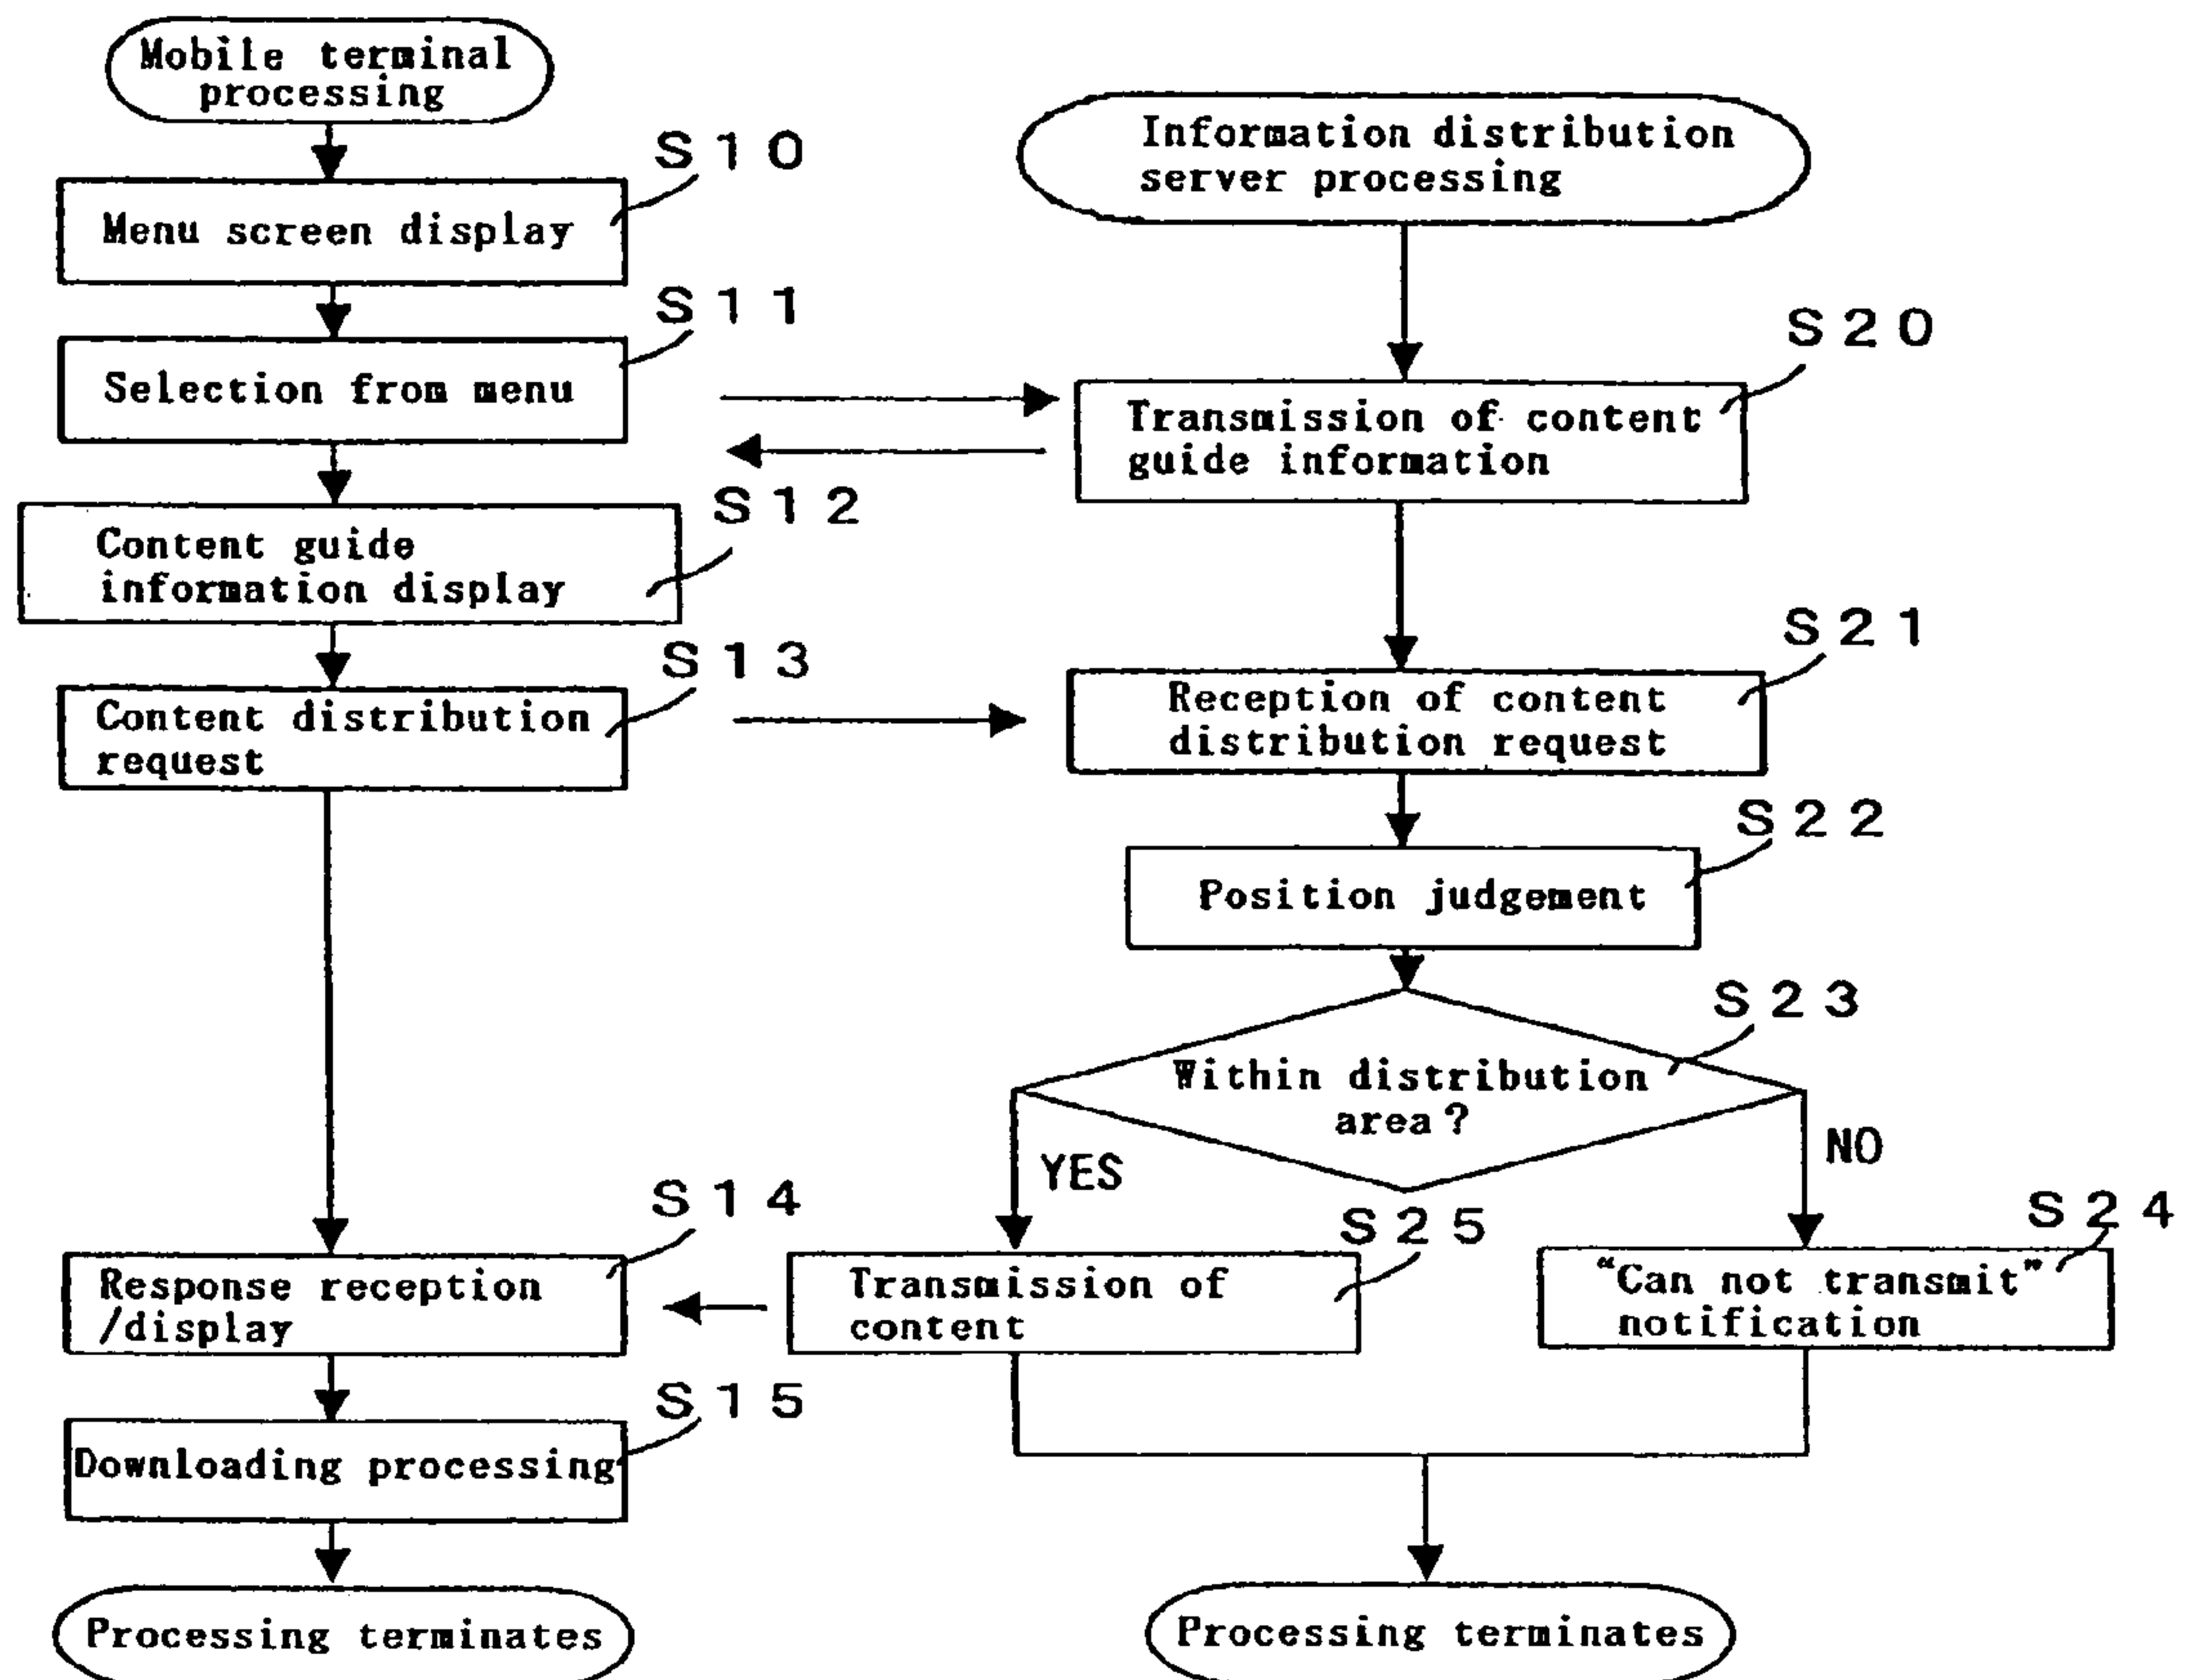 Mobile terminal
processing
S10
Menu screen display
S11
Selection from menu
S12
Content guide
information display
S13
Content distribution
request
S14
Response reception
/display
S15
Downloading processing
Processing terminates
Information distribution
server processing
S20
Transmission of content
guide information
S21
Reception of content
distribution request
S22
Position judgement
S23
Within distribution
area?
YES
NO
S25
Transmission of
content
S24
“Can not transmit”
notification
Processing terminates